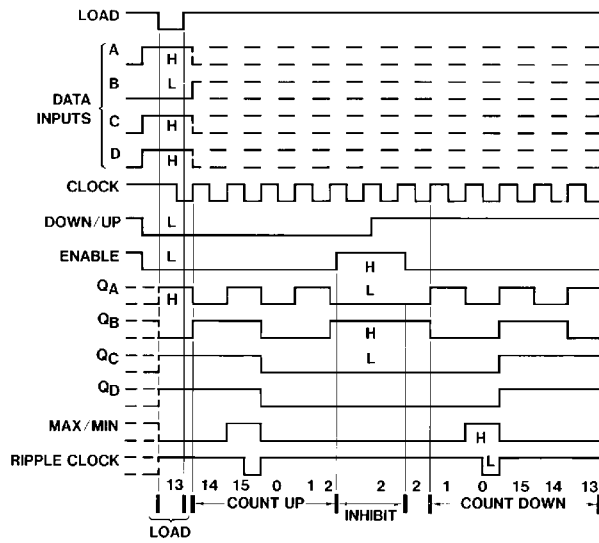 LOAD
A H
B L
DATA INPUTS
C H
D H
CLOCK
DOWN/UP L
ENABLE L H
QA H L
QB H
QC L
QD
MAX/MIN H
RIPPLE CLOCK L
13 14 15 0 1 2 2 2 1 0 15 14 13
COUNT UP INHIBIT COUNT DOWN
LOAD